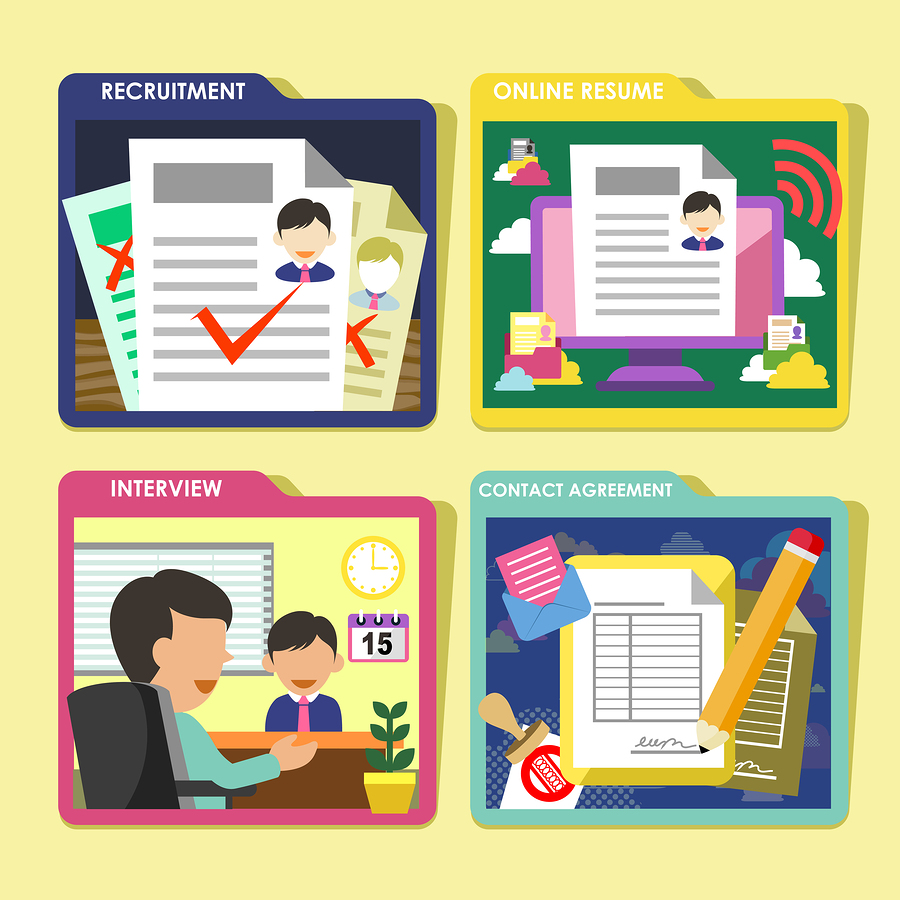 RECRUITMENT
ONLINE RESUME
INTERVIEW
15
CONTACT AGREEMENT